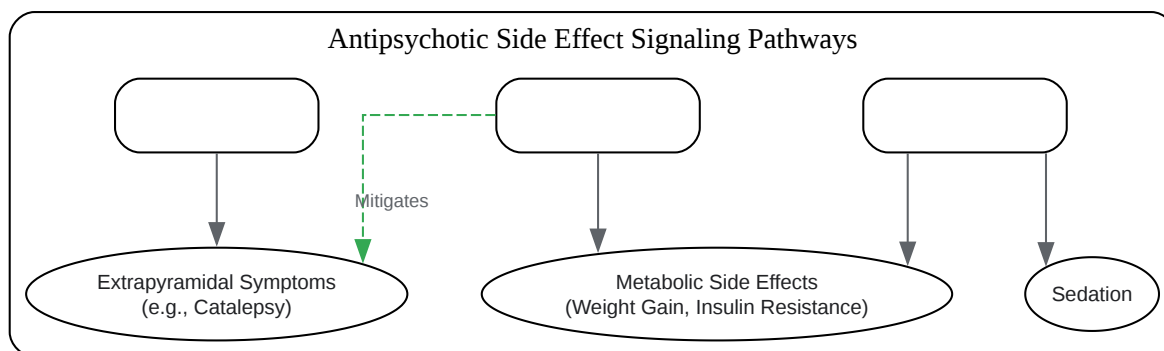 Antipsychotic Side Effect Signaling Pathways
Mitigates
Extrapyramidal Symptoms
(e.g., Catalepsy)
Metabolic Side Effects
(Weight Gain, Insulin Resistance)
Sedation